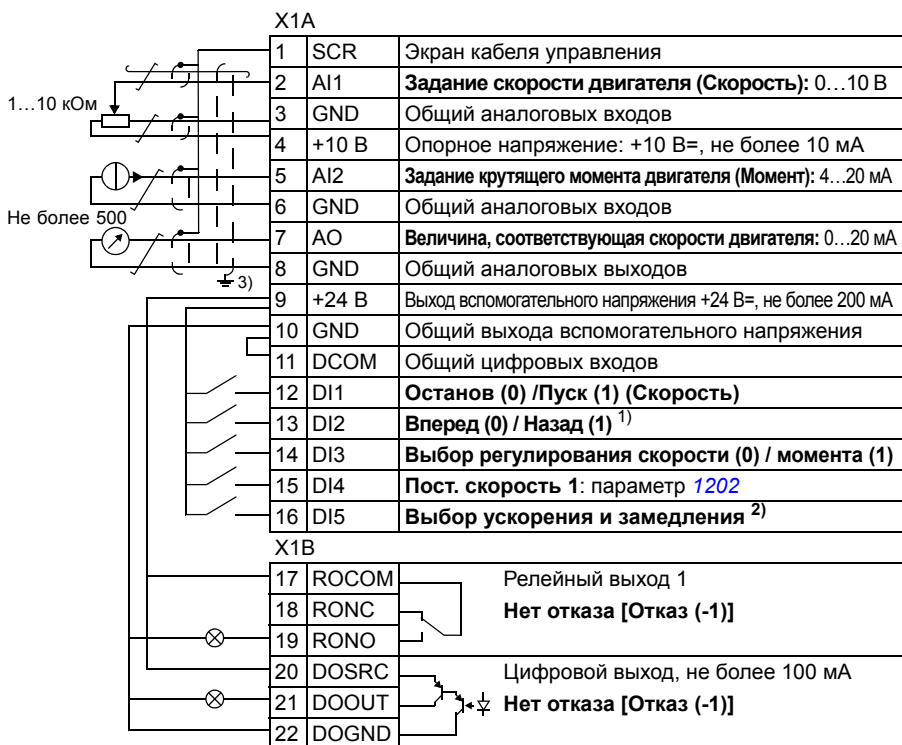 X1A
1 SCR Экран кабеля управления
2 AI1 Задание скорости двигателя (Скорость): 0…10 В
1…10 кОм
3 GND Общий аналоговых входов
4 +10 В Опорное напряжение: +10 В=, не более 10 мА
5 AI2 Задание крутящего момента двигателя (Момент): 4…20 мА
6 GND Общий аналоговых входов
Не более 500
7 AO Величина, соответствующая скорости двигателя: 0…20 мА
8 GND Общий аналоговых выходов
3)
9 +24 В Выход вспомогательного напряжения +24 В=, не более 200 мА
10 GND Общий выхода вспомогательного напряжения
11 DCOM Общий цифровых входов
12 DI1 Останов (0) /Пуск (1) (Скорость)
13 DI2 Вперед (0) / Назад (1) 1)
14 DI3 Выбор регулирования скорости (0) / момента (1)
15 DI4 Пост. скорость 1: параметр 1202
16 DI5 Выбор ускорения и замедления 2)
X1B
17 ROCOM Релейный выход 1
18 RONC Нет отказа [Отказ (-1)]
19 RONO
20 DOSRC Цифровой выход, не более 100 мА
21 DOOUT Нет отказа [Отказ (-1)]
22 DOGND